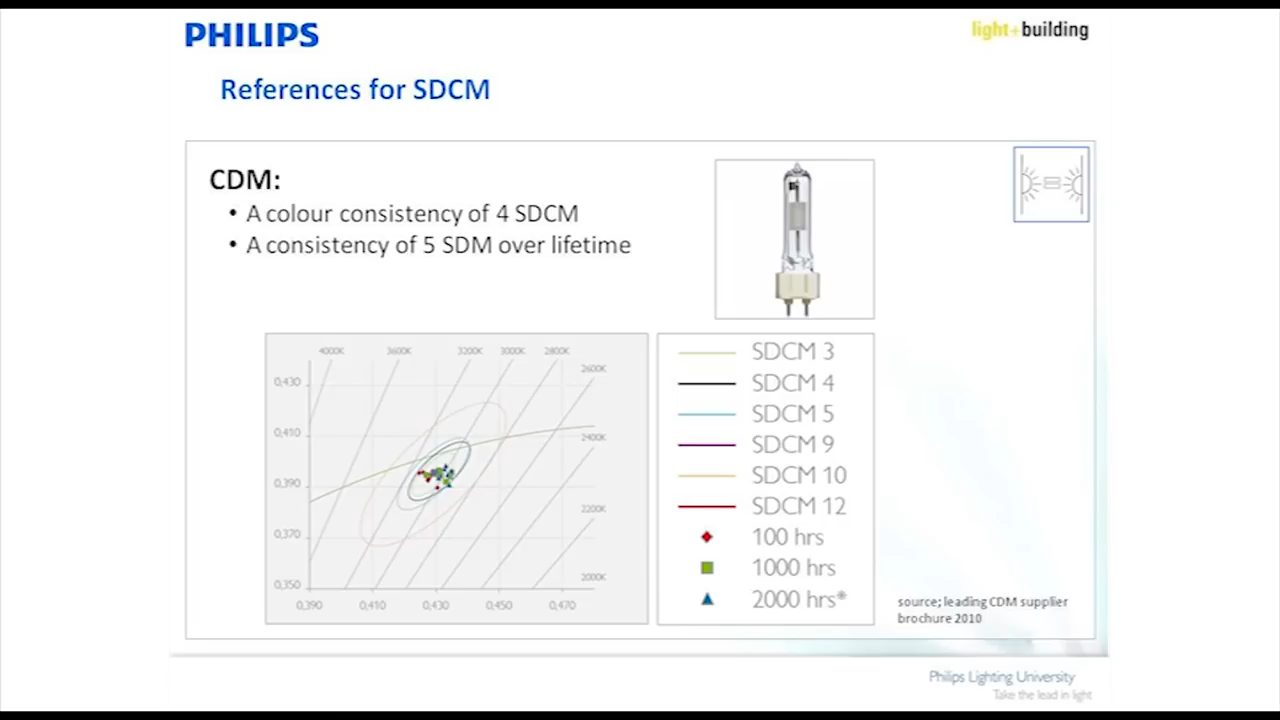 PHILIPS
light+building
References for SDCM
CDM:
• A colour consistency of 4 SDCM
• A consistency of 5 SDM over lifetime
4000K 3600K 3200K 3000K 2800K
2600K
0,430
0,410
2400K
0,390
2200K
0,370
2000K
0,350
0,390 0,410 0,430 0,450 0,470
SDCM 3
SDCM 4
SDCM 5
SDCM 9
SDCM 10
SDCM 12
100 hrs
1000 hrs
2000 hrs*
source; leading CDM supplier
brochure 2010
Philips Lighting University
Take the lead in light